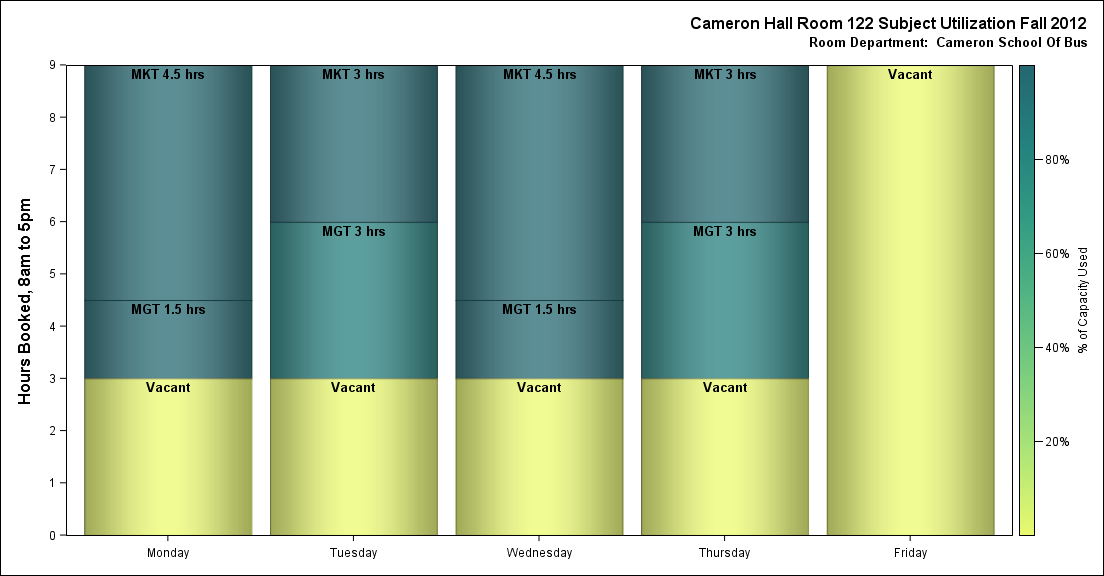 Cameron Hall Room 122 Subject Utilization Fall 2012
Room Department:  Cameron School Of Bus
Hours Booked, 8am to 5pm
9
8
7
6
5
4
3
2
1
0
MKT 4.5 hrs
MGT 1.5 hrs
Vacant
MKT 3 hrs
MGT 3 hrs
Vacant
MKT 4.5 hrs
MGT 1.5 hrs
Vacant
MKT 3 hrs
MGT 3 hrs
Vacant
Vacant
Monday
Tuesday
Wednesday
Thursday
Friday
80%
60%
40%
20%
% of Capacity Used